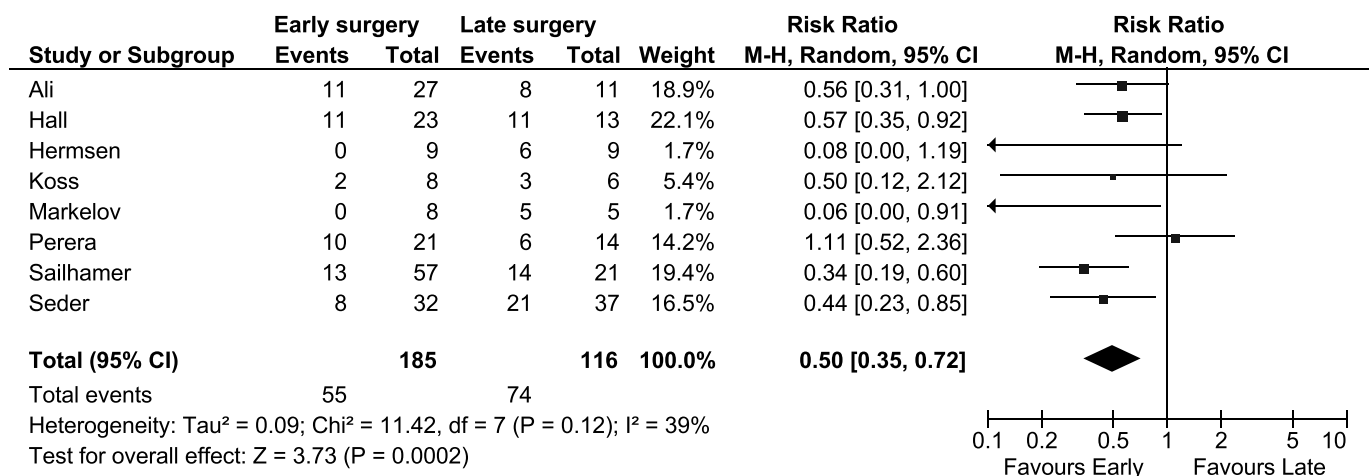 Early surgery Late surgery Risk Ratio Risk Ratio
Study or Subgroup Events Total Events Total Weight M-H, Random, 95% CI M-H, Random, 95% CI
Ali 11 27 8 11 18.9% 0.56 [0.31, 1.00]
Hall 11 23 11 13 22.1% 0.57 [0.35, 0.92]
Hermsen 0 9 6 9 1.7% 0.08 [0.00, 1.19]
Koss 2 8 3 6 5.4% 0.50 [0.12, 2.12]
Markelov 0 8 5 5 1.7% 0.06 [0.00, 0.91]
Perera 10 21 6 14 14.2% 1.11 [0.52, 2.36]
Sailhamer 13 57 14 21 19.4% 0.34 [0.19, 0.60]
Seder 8 32 21 37 16.5% 0.44 [0.23, 0.85]
Total (95% CI) 185 116 100.0% 0.50 [0.35, 0.72]
Total events 55 74
Heterogeneity: Tau² = 0.09; Chi² = 11.42, df = 7 (P = 0.12); I² = 39%
Test for overall effect: Z = 3.73 (P = 0.0002)
0.1 0.2 0.5 1 2 5 10
Favours Early Favours Late